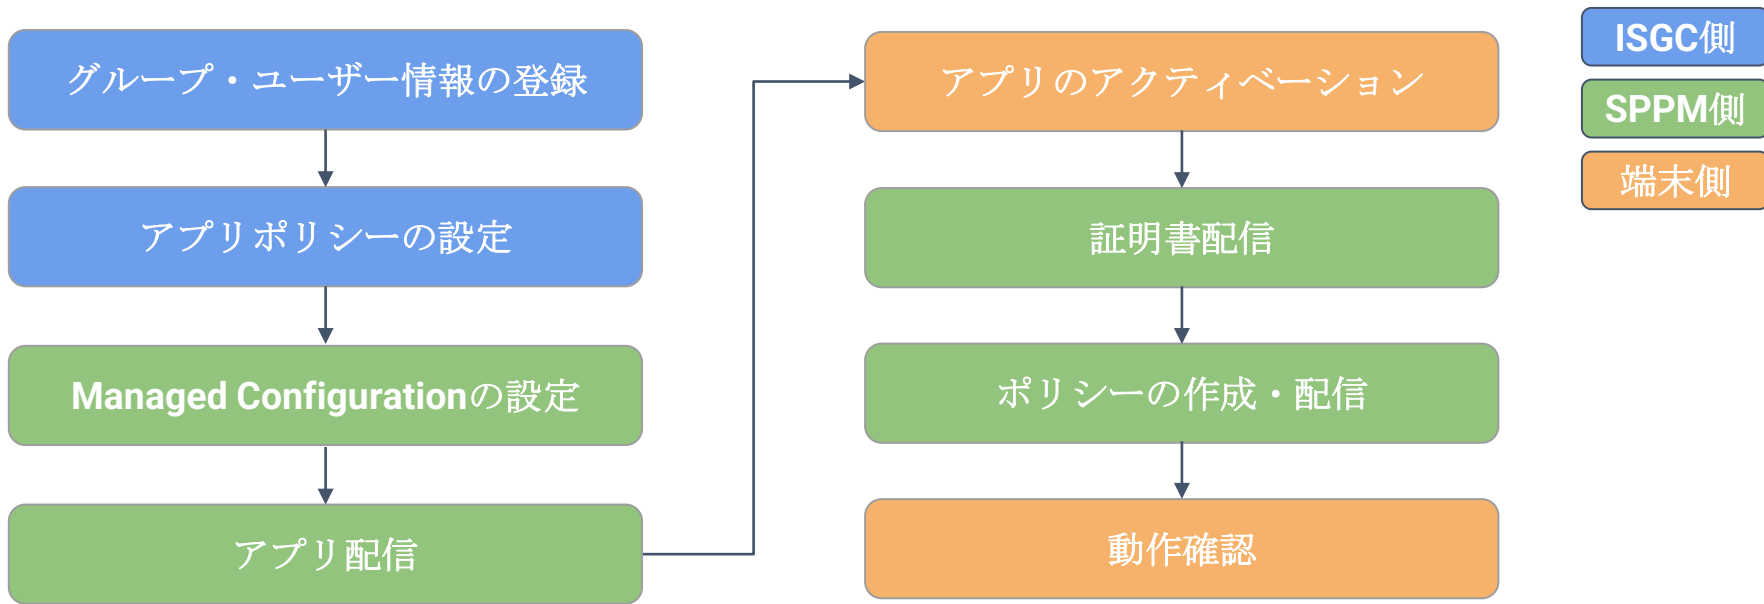 グループ・ユーザー情報の登録
アプリポリシーの設定
Managed Configurationの設定
アプリ配信
アプリのアクティベーション
証明書配信
ポリシーの作成・配信
動作確認
ISGC側
SPPM側
端末側